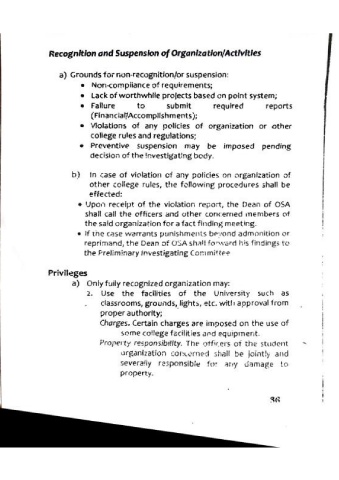 Recognition and Suspension of Organization/Activities
a) Grounds for non-recognition/or suspension:
• Non-compliance of requirements;
• Lack of worthwhile projects based on point system;
• Failure to submit required reports
(Financial/Accomplishments);
• Violations of any policies of organization or other
college rules and regulations;
• Preventive suspension may be imposed pending
decision of the investigating body.
b) In case of violation of any policies on organization of
other college rules, the following procedures shall be
effected:
• Upon receipt of the violation report, the Dean of OSA
shall call the officers and other concerned members of
the said organization for a fact finding meeting.
• If the case warrants punishments beyond admonition or
reprimand, the Dean of OSA shall forward his findings to
the Preliminary Investigating Committee
Privileges
a) Only fully recognized organization may:
2. Use the facilities of the University such as
classrooms, grounds, lights, etc. with approval from
proper authority;
Charges. Certain charges are imposed on the use of
some college facilities and equipment.
Property responsibility. The officers of the student
organization concerned shall be jointly and
severally responsible for any damage to
property.
36